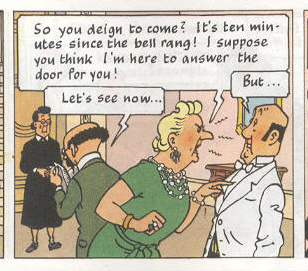 So you deign to come? It's ten min-
utes since the bell rang! I suppose
you think I'm here to answer the
door for you!
But...
Let's see now...